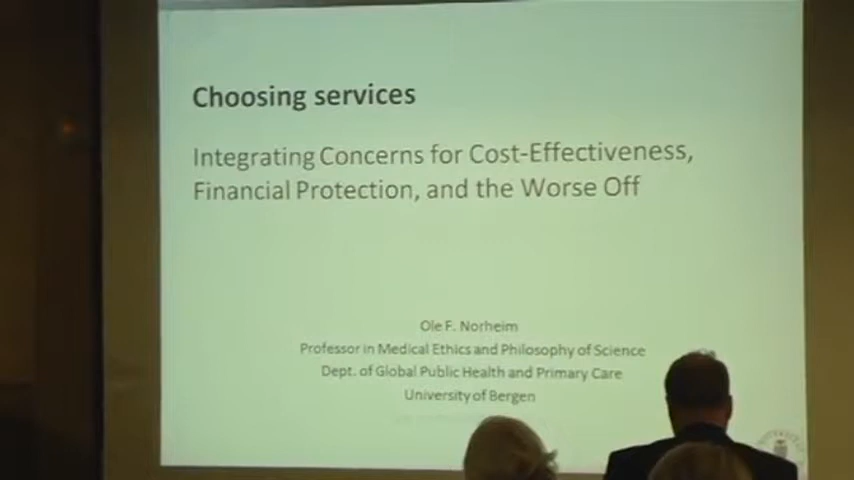 Choosing services
Integrating Concerns for Cost-Effectiveness,
Financial Protection, and the Worse Off
Ole F. Norheim
Professor in Medical Ethics and Philosophy of Science
Dept. of Global Public Health and Primary Care
University of Bergen